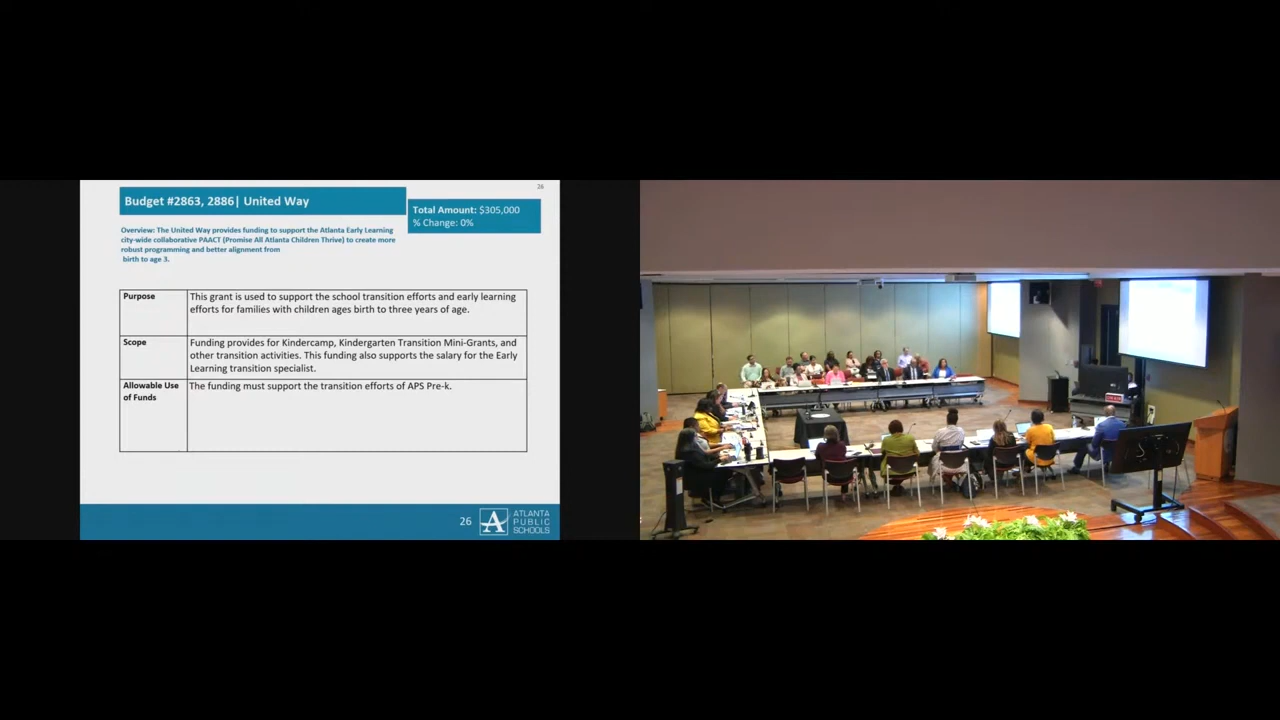 26
Budget #2863, 2886| United Way
Total Amount: $305,000
% Change: 0%
Overview: The United Way provides funding to support the Atlanta Early Learning
city-wide collaborative PAACT (Promise All Atlanta Children Thrive) to create more
robust programming and better alignment from
birth to age 3.
Purpose
This grant is used to support the school transition efforts and early learning
efforts for families with children ages birth to three years of age.
Scope
Funding provides for Kindercamp, Kindergarten Transition Mini-Grants, and
other transition activities. This funding also supports the salary for the Early
Learning transition specialist.
Allowable Use
of Funds
The funding must support the transition efforts of APS Pre-k.
26
A
ATLANTA
PUBLIC
SCHOOLS